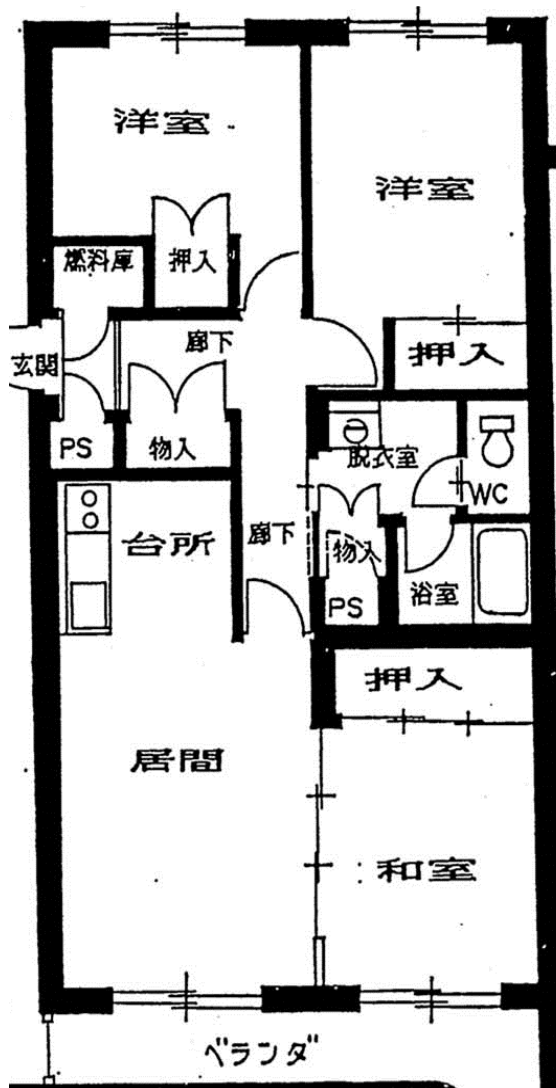 洋室
洋室
燃料庫
押入
廊下
押入
玄関
PS
物入
脱衣室
WC
台所
廊下
物入
浴室
PS
押入
居間
和室
ベランダ